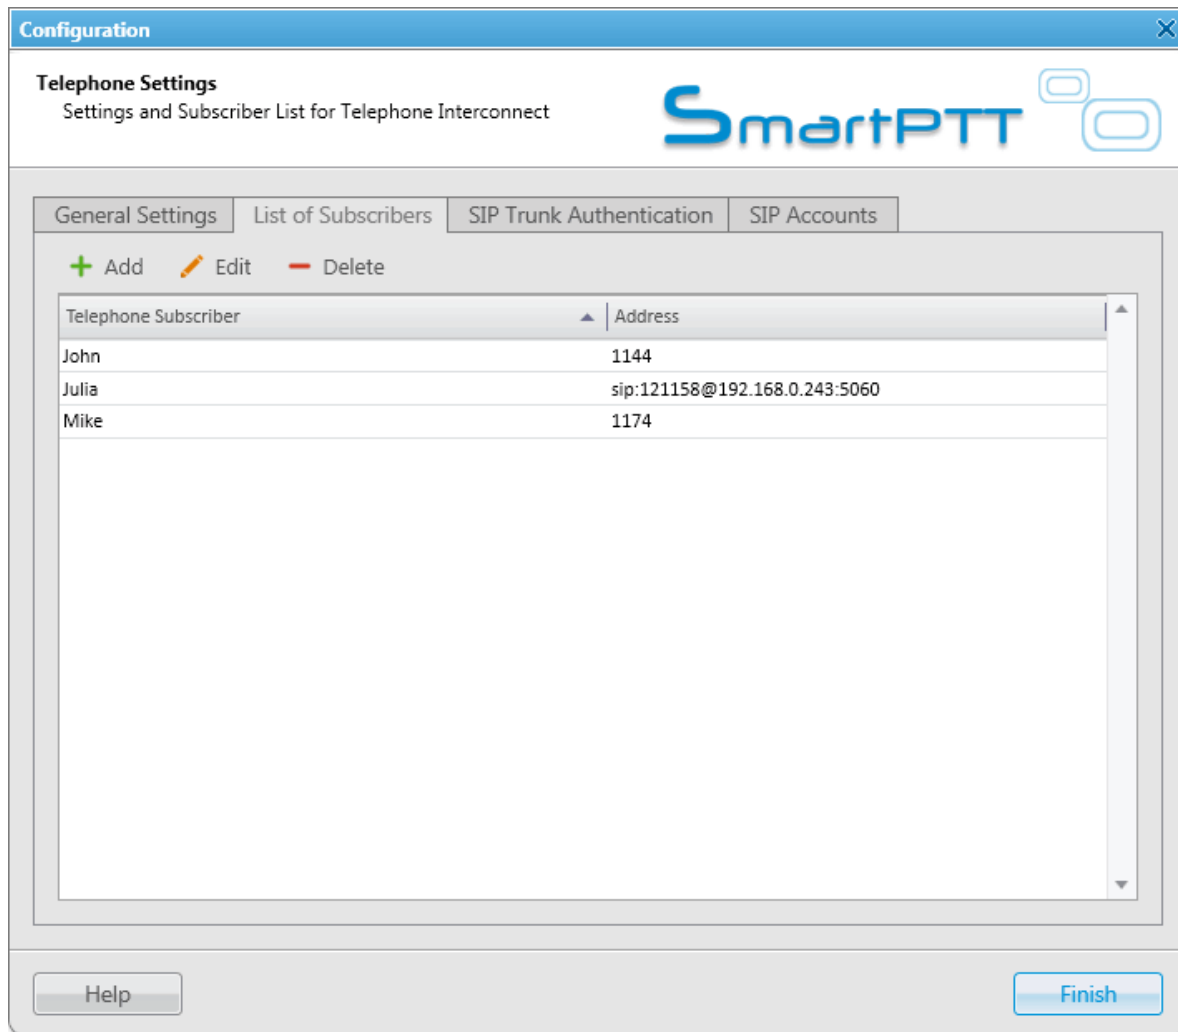 Configuration
Telephone Settings
Settings and Subscriber List for Telephone Interconnect
SmartPTT
General Settings List of Subscribers SIP Trunk Authentication SIP Accounts
Add Edit Delete
Telephone Subscriber Address
John 1144
Julia sip:121158@192.168.0.243:5060
Mike 1174
Help Finish